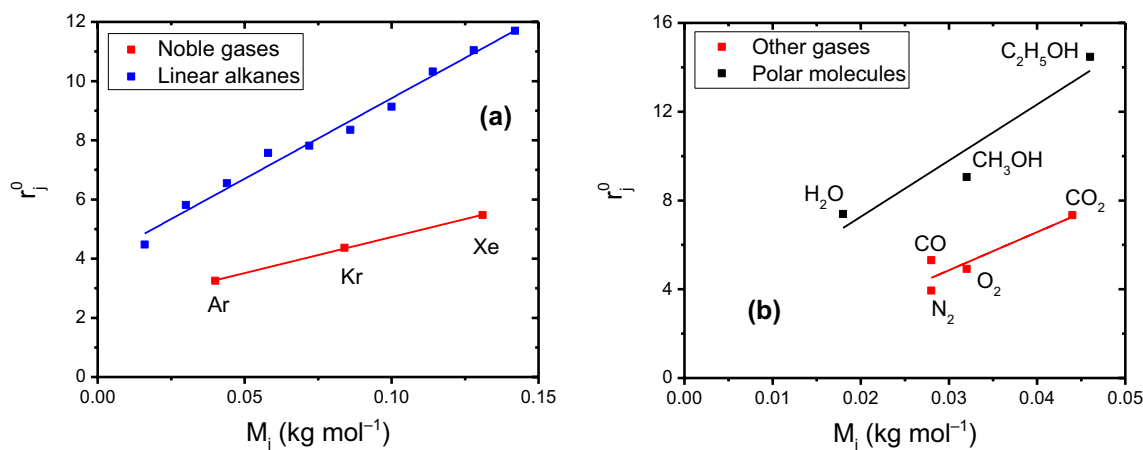 12
10
8
6
4
2
0
0.00
0.05
0.10
0.15
r_j^0
M_j (kg mol⁻¹)
Noble gases
Linear alkanes
(a)
Ar
Kr
Xe
16
12
8
4
0
0.00
0.01
0.02
0.03
0.04
0.05
r_j^0
M_j (kg mol⁻¹)
Other gases
Polar molecules
C₂H₅OH
CH₃OH
H₂O
CO₂
CO
O₂
N₂
(b)